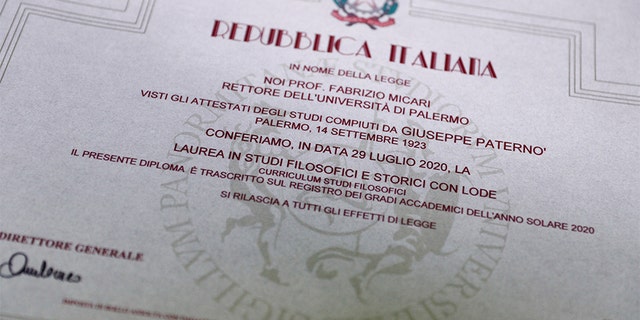 REPUBBLICA ITALIANA
IN NOME DELLA LEGGE
NOI PROF. FABRIZIO MICARI
RETTORE DELL'UNIVERSITÀ DI PALERMO
VISTI GLI ATTESTATI DEGLI STUDI COMPIUTI DA GIUSEPPE PATERNO'
PALERMO, 14 SETTEMBRE 1923
CONFERIAMO, IN DATA 29 LUGLIO 2020, LA
LAUREA IN STUDI FILOSOFICI E STORICI CON LODE
CURRICULUM STUDI FILOSOFICI
IL PRESENTE DIPLOMA È TRASCRITTO SUL REGISTRO DEI GRADI ACCADEMICI DELL'ANNO SOLARE 2020
SI RILASCIA A TUTTI GLI EFFETTI DI LEGGE
DIRETTORE GENERALE